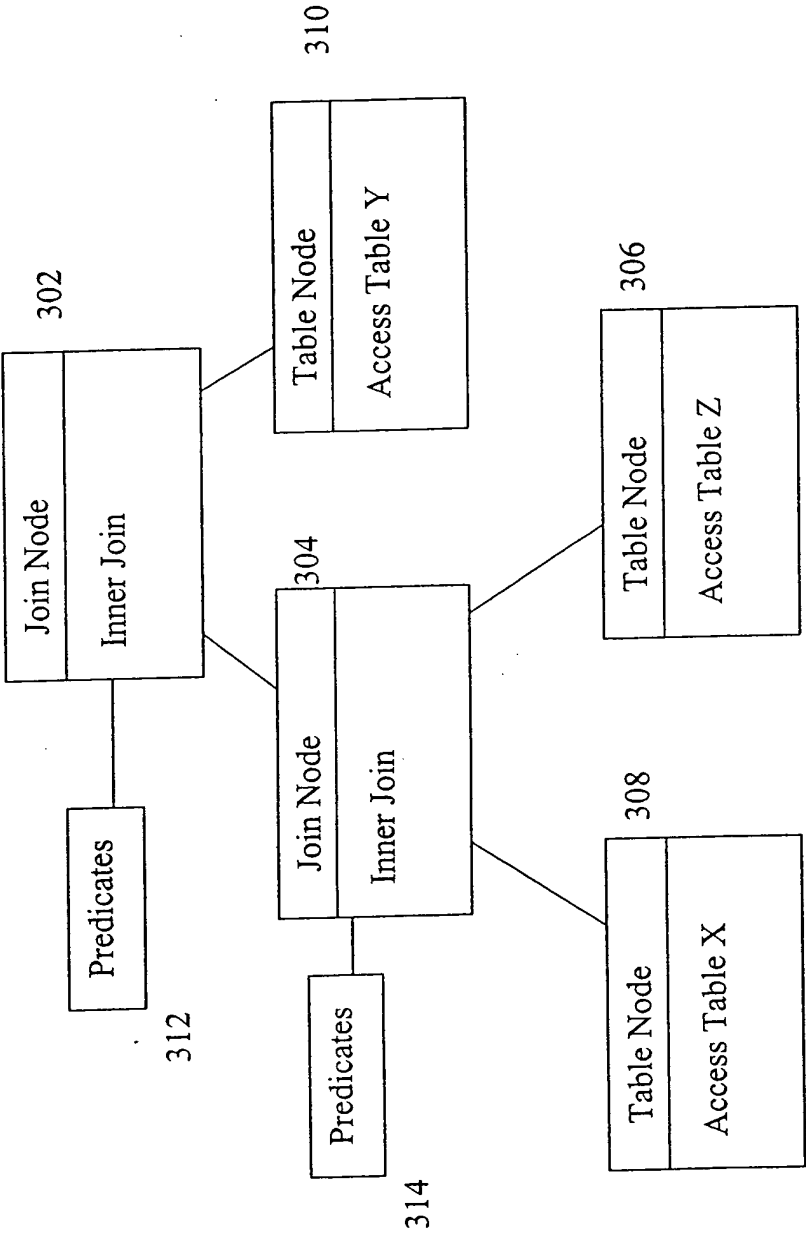 302
Join Node
Inner Join
Predicates
312
310
Table Node
Access Table Y
304
Join Node
Inner Join
Predicates
314
306
Table Node
Access Table Z
308
Table Node
Access Table X